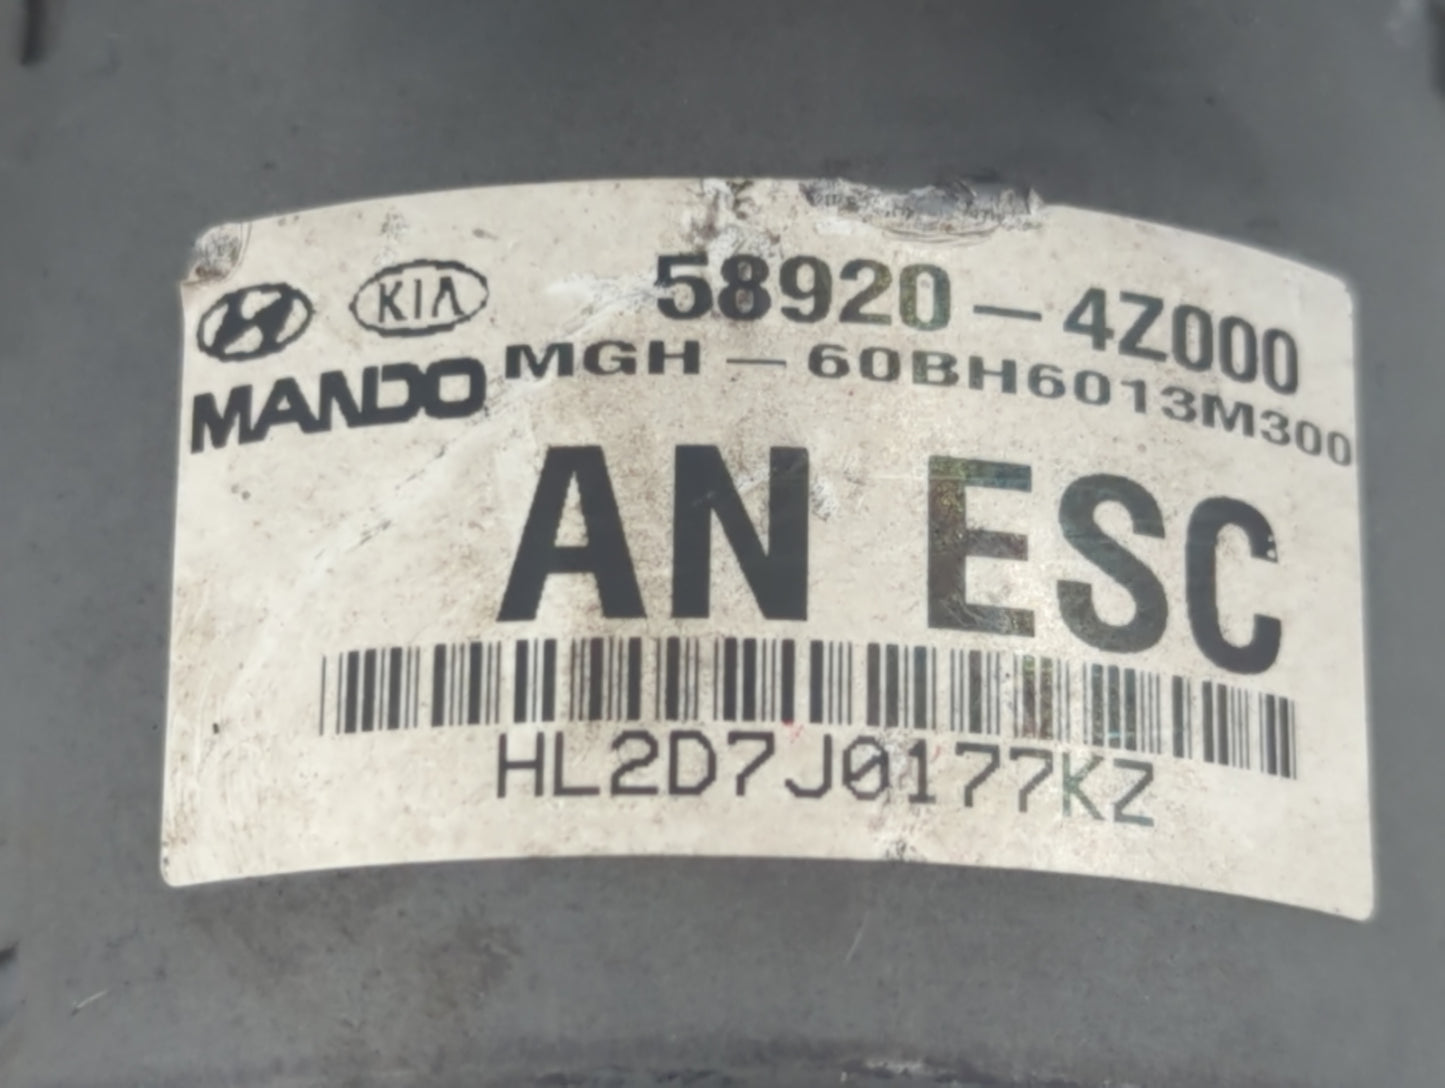 KIA 58920-4Z000
MANDO MGH-60BH6013M300
AN ESC
HL2D7J0177KZ